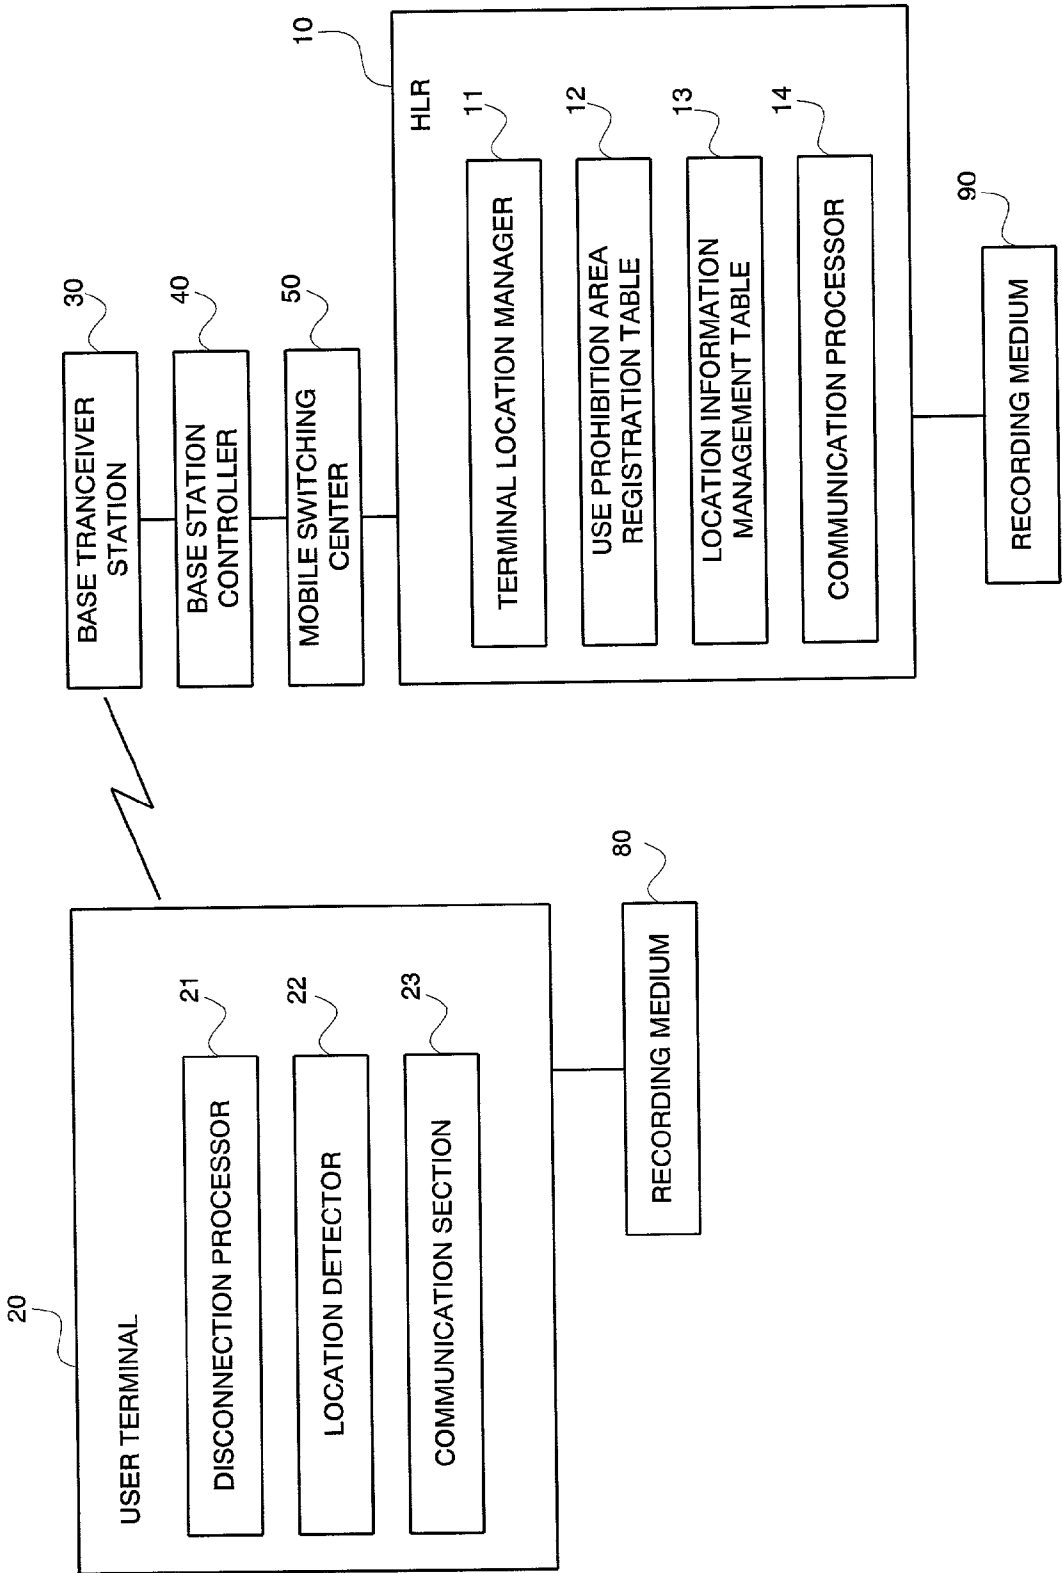 20
USER TERMINAL
21
DISCONNECTION PROCESSOR
22
LOCATION DETECTOR
23
COMMUNICATION SECTION
80
RECORDING MEDIUM
30
BASE TRANCEIVER
STATION
40
BASE STATION
CONTROLLER
50
MOBILE SWITCHING
CENTER
10
HLR
11
TERMINAL LOCATION MANAGER
12
USE PROHIBITION AREA
REGISTRATION TABLE
13
LOCATION INFORMATION
MANAGEMENT TABLE
14
COMMUNICATION PROCESSOR
90
RECORDING MEDIUM